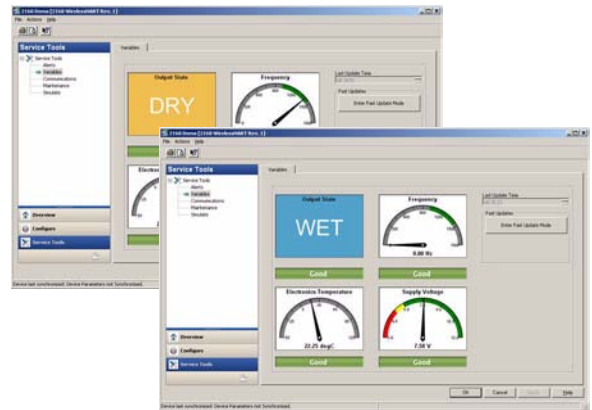 2160 Demo [2160 WirelessHART Rev. 1]
File Actions Help
Service Tools
Service Tools
Alerts
Variables
Communications
Maintenance
Simulate
Overview
Configure
Service Tools
Variables
Output State
DRY
Frequency
Last Update Time
Fast Updates
Enter Fast Update Mode
Device last synchronized: Device Parameters not Synchronized.
2160 Demo [2160 WirelessHART Rev. 1]
File Actions Help
Service Tools
Service Tools
Alerts
Variables
Communications
Maintenance
Simulate
Overview
Configure
Service Tools
Variables
Output State
WET
Good
Frequency
0.00 Hz
Good
Last Update Time
Fast Updates
Enter Fast Update Mode
Electronics Temperature
22.25 degC
Good
Supply Voltage
7.50 V
Good
OK
Cancel
Apply
Help
Device last synchronized: Device Parameters not Synchronized.